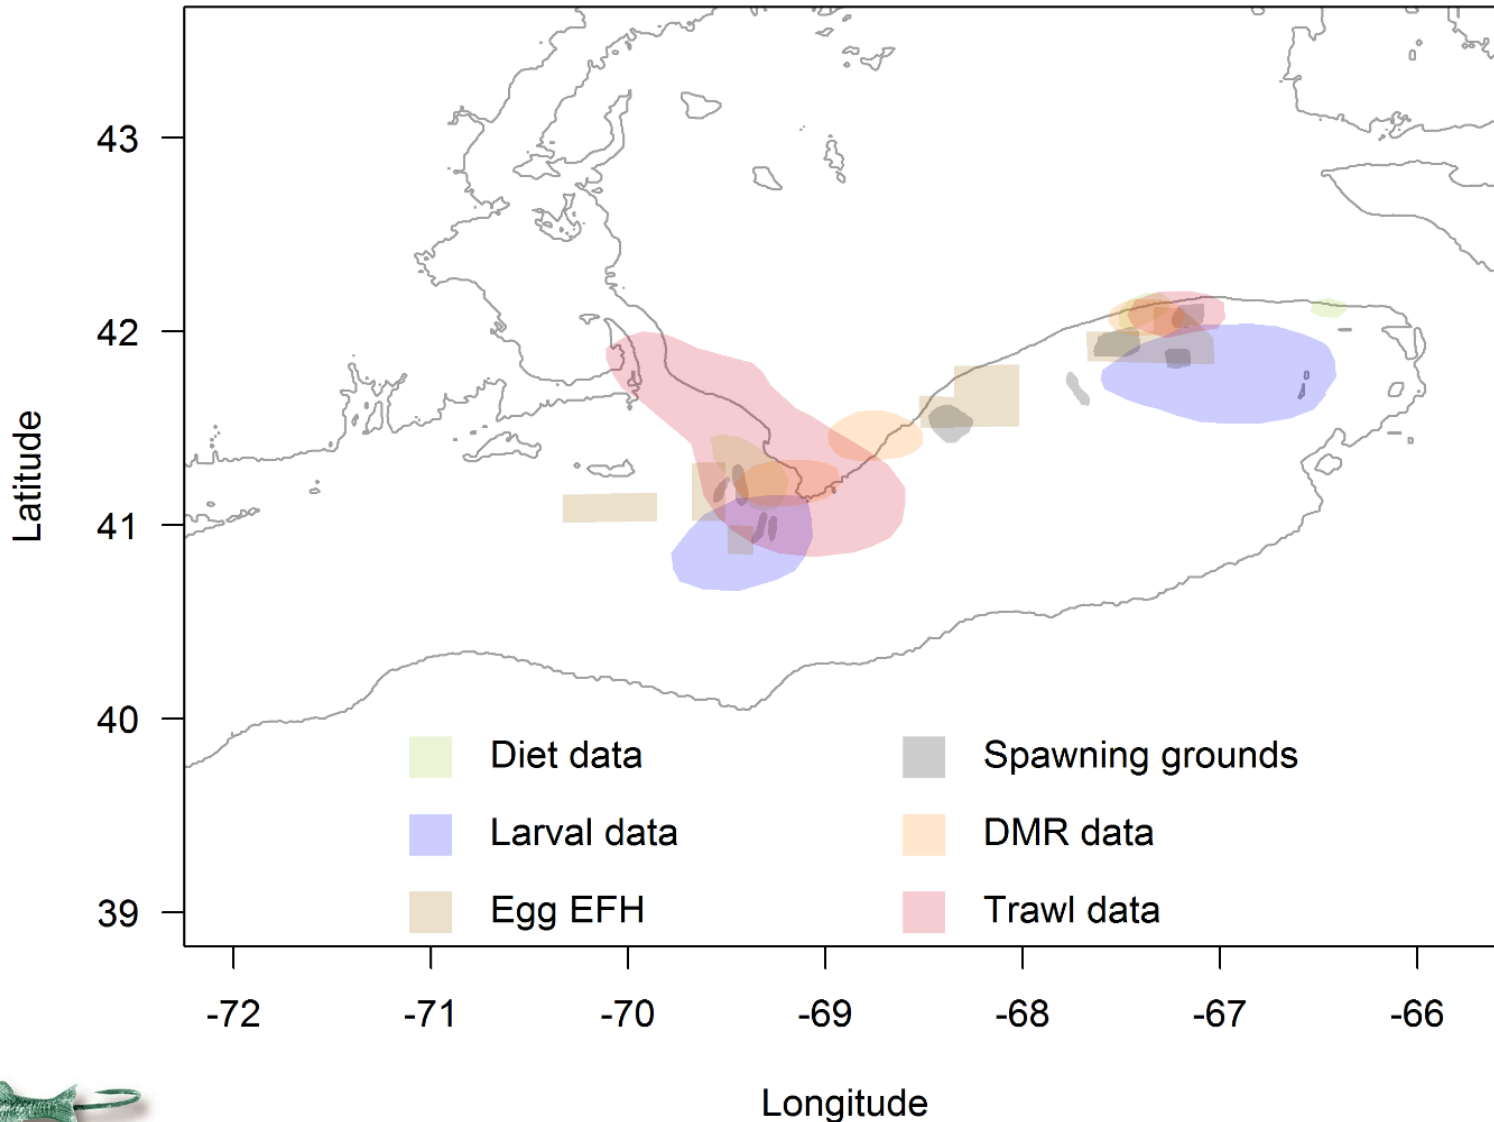 43
42
41
40
39
Latitude
Diet data
Spawning grounds
Larval data
DMR data
Egg EFH
Trawl data
-72 -71 -70 -69 -68 -67 -66
Longitude